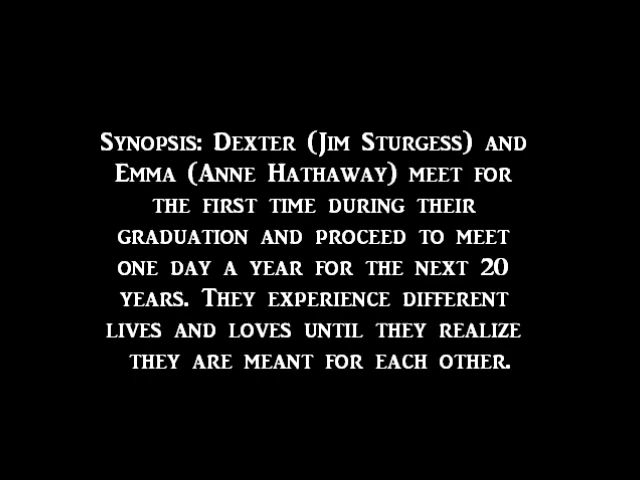 Synopsis: Dexter (Jim Sturgess) and
Emma (Anne Hathaway) meet for
the first time during their
graduation and proceed to meet
one day a year for the next 20
years. They experience different
lives and loves until they realize
they are meant for each other.